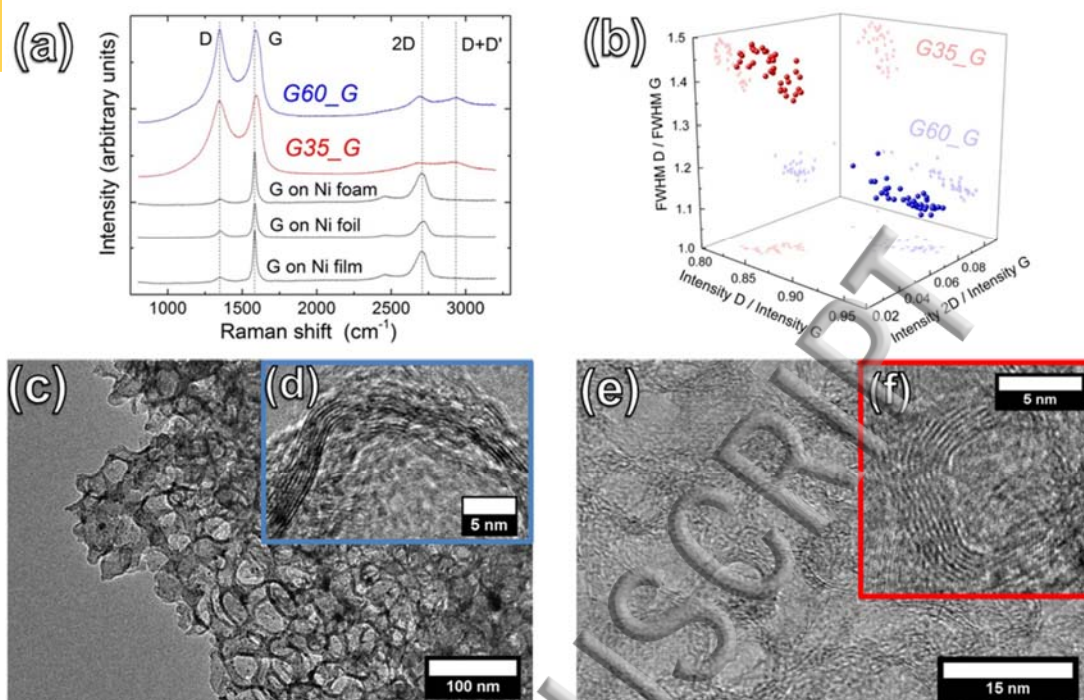 (a)
D
G
2D
D+D'
G60_G
G35_G
G on Ni foam
G on Ni foil
G on Ni film
Intensity (arbitrary units)
1000
1500
2000
2500
3000
Raman shift (cm⁻¹)
(b)
1.5
1.4
1.3
1.2
1.1
1.0
FWHM D / FWHM G
G35_G
G60_G
0.80
0.85
0.90
0.95
Intensity D / Intensity G
0.02
0.04
0.06
0.08
Intensity 2D / Intensity G
(c)
100 nm
(d)
5 nm
(e)
15 nm
(f)
5 nm
SCRIPT